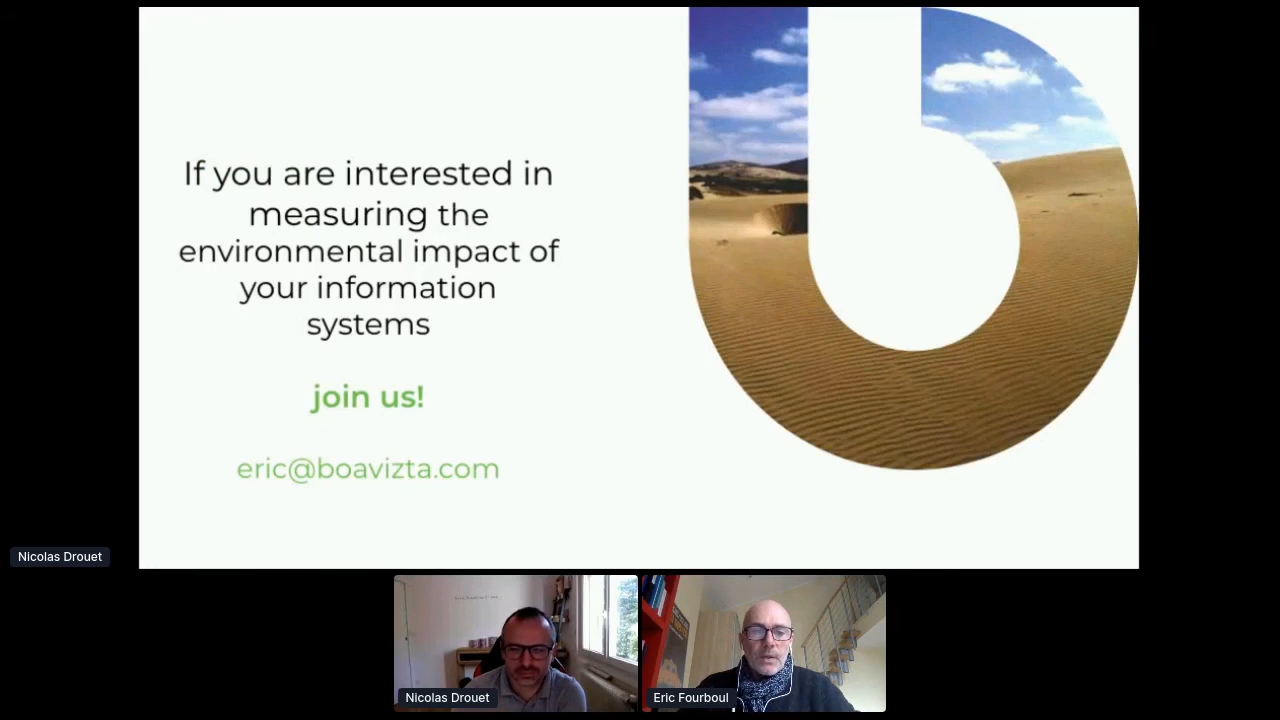 If you are interested in
measuring the
environmental impact of
your information
systems
join us!
eric@boavizta.com
Nicolas Drouet
Nicolas Drouet
Eric Fourboul